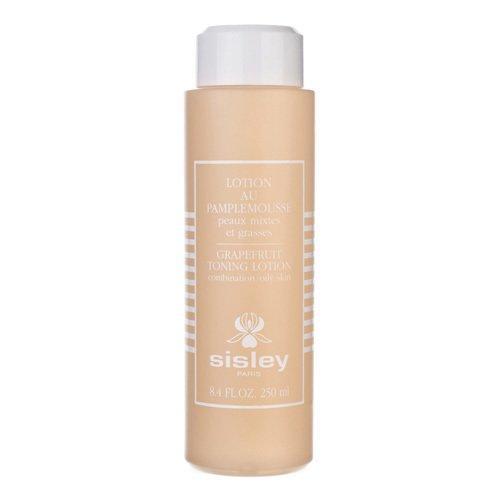 LOTION
AU
PAMPLEMOUSSE
peaux mixtes
et grasses
GRAPEFRUIT
TONING LOTION
combination/oily skin
sisley
PARIS
8.4 FL.OZ. 250 ml